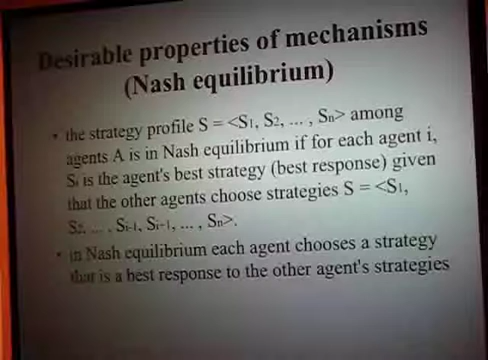 Desirable properties of mechanisms
(Nash equilibrium)
• the strategy profile S = <S1, S2, ... , Sn> among
agents A is in Nash equilibrium if for each agent i,
Si is the agent's best strategy (best response) given
that the other agents choose strategies S = <S1,
S2, ... , Si-1, Si+1, ... , Sn>.
• in Nash equilibrium each agent chooses a strategy
that is a best response to the other agent's strategies